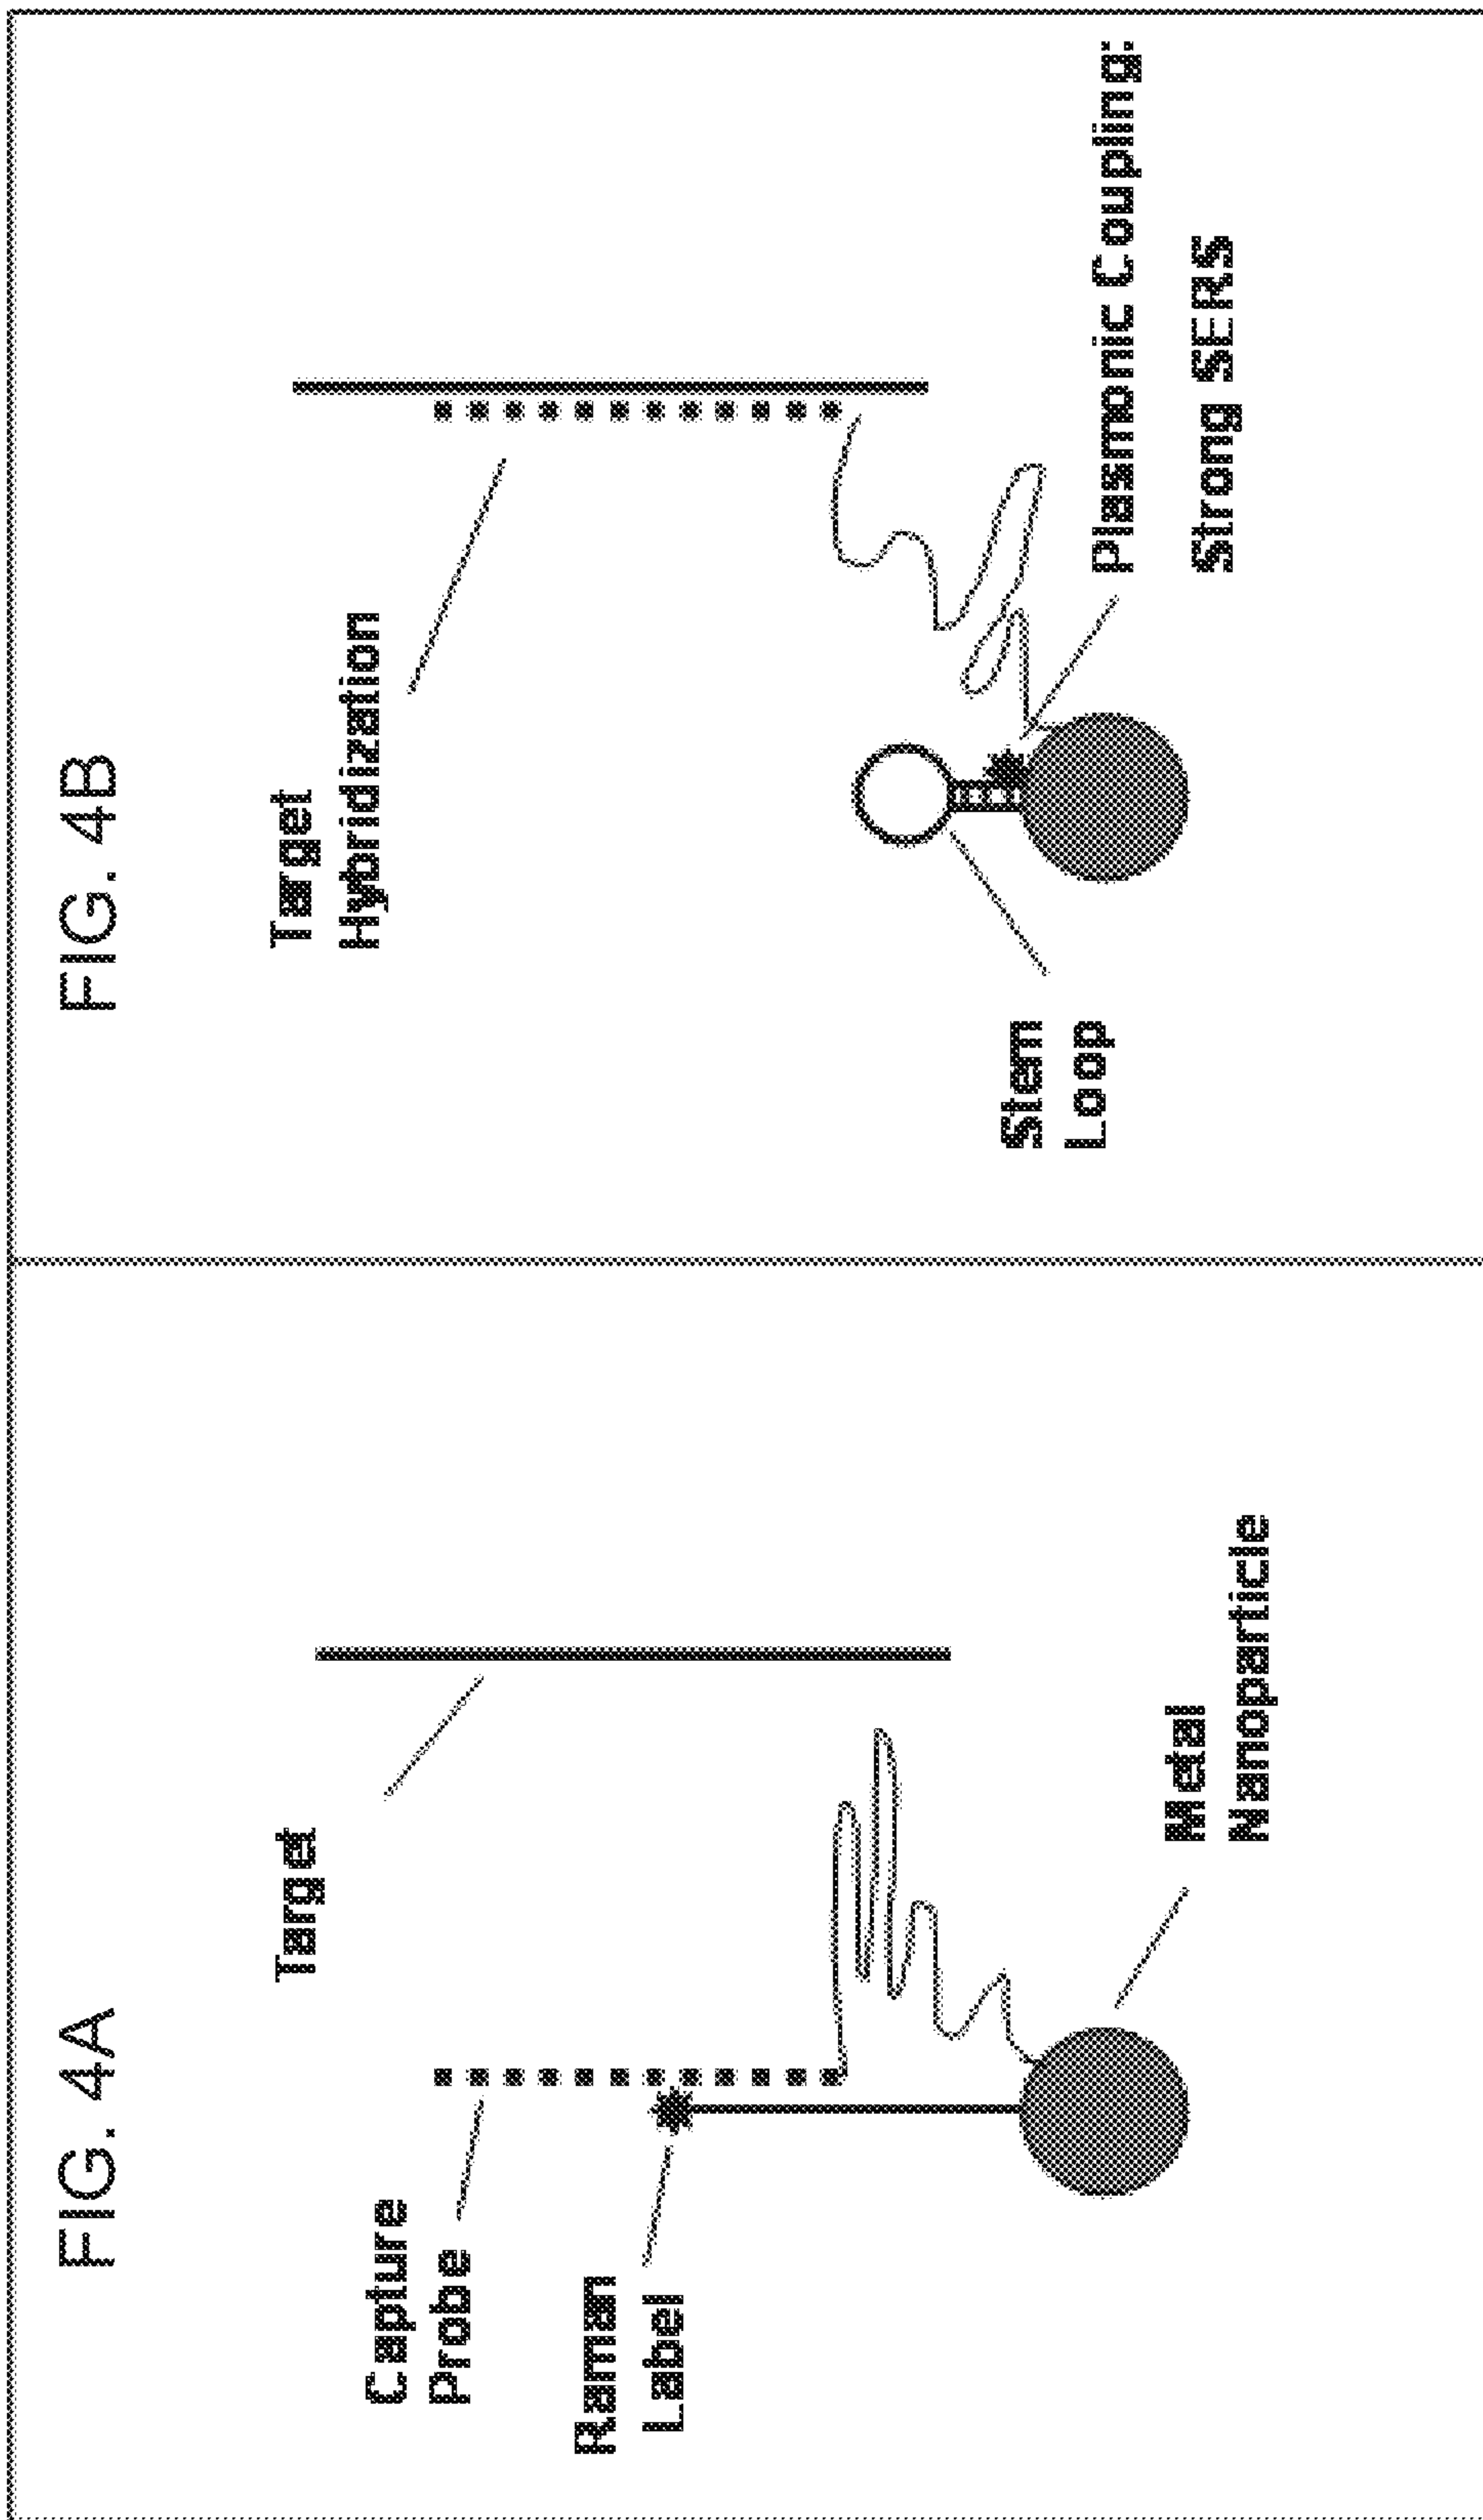 FIG. 4A
Capture
Probe
Raman
Label
Target
Metal
Nanoparticle
FIG. 4B
Target
Hybridization
Stem
Loop
Plasmonic Coupling:
Strong SERS